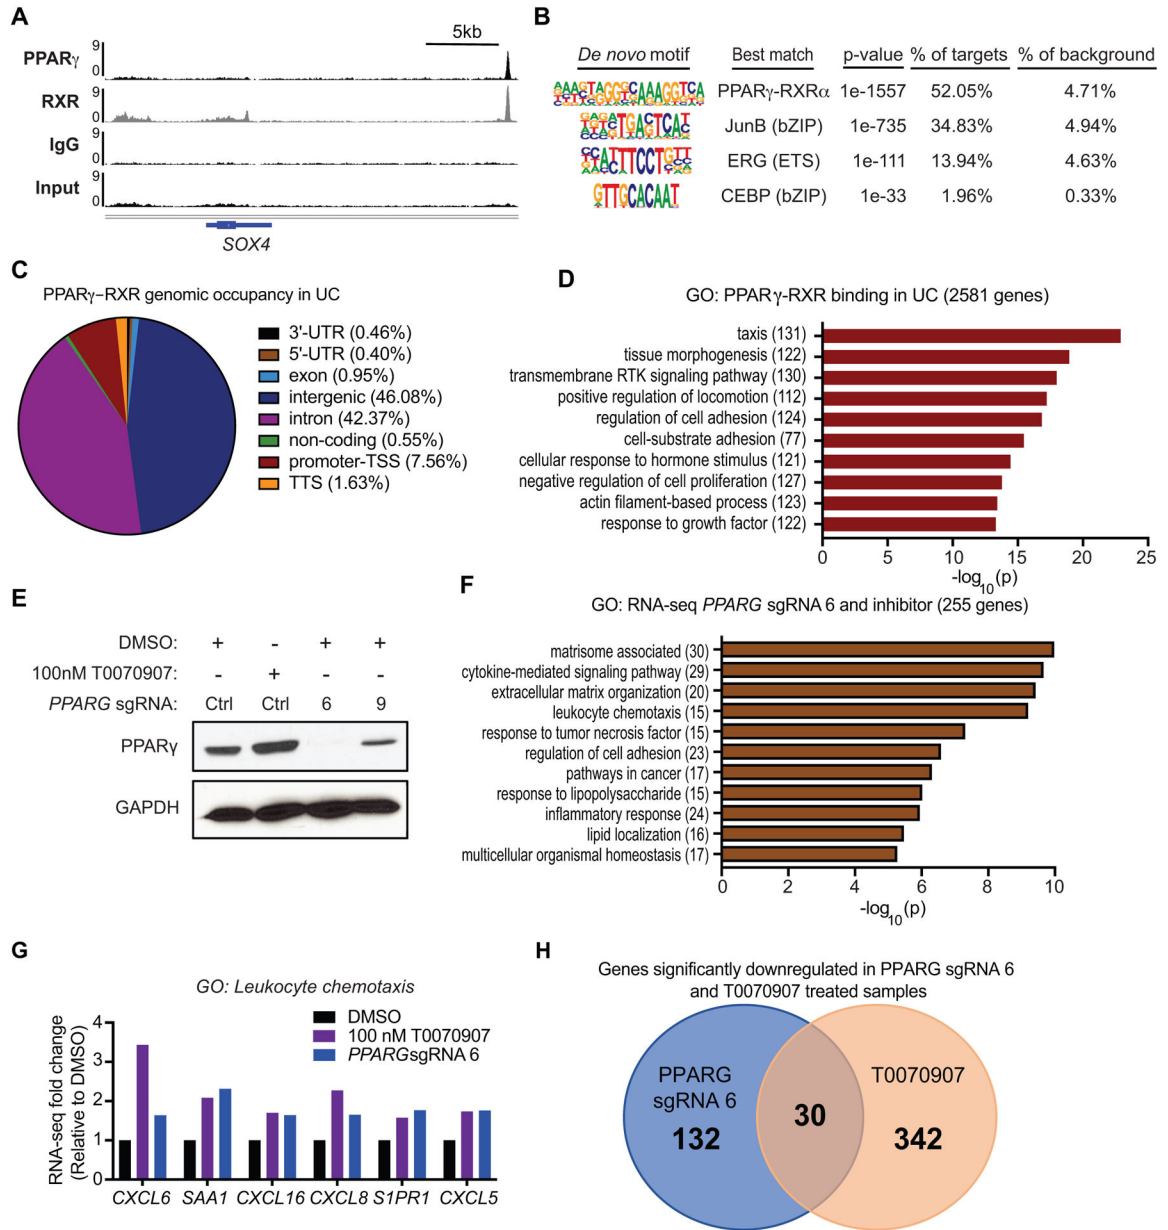 A
5kb
PPARγ
9
0
RXR
9
0
IgG
9
0
Input
9
0
SOX4
B
De novo motif Best match p-value % of targets % of background
PPARγ-RXRα 1e-1557 52.05% 4.71%
JunB (bZIP) 1e-735 34.83% 4.94%
ERG (ETS) 1e-111 13.94% 4.63%
CEBP (bZIP) 1e-33 1.96% 0.33%
C
PPARγ–RXR genomic occupancy in UC
3'-UTR (0.46%)
5'-UTR (0.40%)
exon (0.95%)
intergenic (46.08%)
intron (42.37%)
non-coding (0.55%)
promoter-TSS (7.56%)
TTS (1.63%)
D
GO: PPARγ-RXR binding in UC (2581 genes)
taxis (131)
tissue morphogenesis (122)
transmembrane RTK signaling pathway (130)
positive regulation of locomotion (112)
regulation of cell adhesion (124)
cell-substrate adhesion (77)
cellular response to hormone stimulus (121)
negative regulation of cell proliferation (127)
actin filament-based process (123)
response to growth factor (122)
0 5 10 15 20 25
-log10(p)
E
DMSO: + - + +
100nM T0070907: - + - -
PPARG sgRNA: Ctrl Ctrl 6 9
PPARγ
GAPDH
F
GO: RNA-seq PPARG sgRNA 6 and inhibitor (255 genes)
matrisome associated (30)
cytokine-mediated signaling pathway (29)
extracellular matrix organization (20)
leukocyte chemotaxis (15)
response to tumor necrosis factor (15)
regulation of cell adhesion (23)
pathways in cancer (17)
response to lipopolysaccharide (15)
inflammatory response (24)
lipid localization (16)
multicellular organismal homeostasis (17)
0 2 4 6 8 10
-log10(p)
G
GO: Leukocyte chemotaxis
DMSO
100 nM T0070907
PPARGsgRNA 6
RNA-seq fold change
(Relative to DMSO)
4
3
2
1
0
CXCL6 SAA1 CXCL16 CXCL8 S1PR1 CXCL5
H
Genes significantly downregulated in PPARG sgRNA 6
and T0070907 treated samples
PPARG
sgRNA 6
132
30
T0070907
342